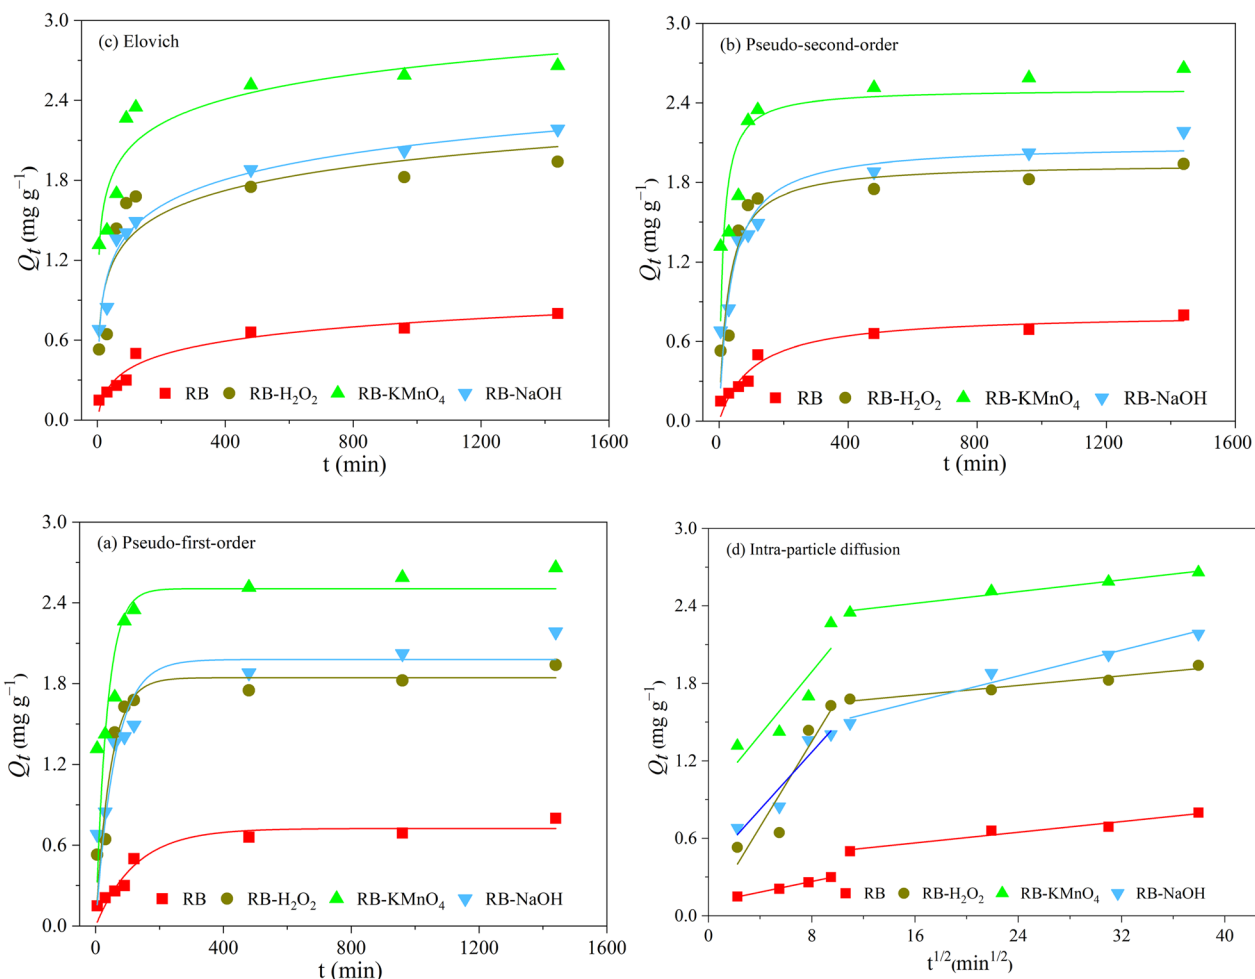 (c) Elovich
3.0
2.4
1.8
1.2
0.6
0.0
Qt (mg g⁻¹)
RB RB-H₂O₂ RB-KMnO₄ RB-NaOH
0 400 800 1200 1600
t (min)
(b) Pseudo-second-order
3.0
2.4
1.8
1.2
0.6
0.0
Qt (mg g⁻¹)
RB RB-H₂O₂ RB-KMnO₄ RB-NaOH
0 400 800 1200 1600
t (min)
(a) Pseudo-first-order
3.0
2.4
1.8
1.2
0.6
0.0
Qt (mg g⁻¹)
RB RB-H₂O₂ RB-KMnO₄ RB-NaOH
0 400 800 1200 1600
t (min)
(d) Intra-particle diffusion
3.0
2.4
1.8
1.2
0.6
0.0
Qt (mg g⁻¹)
RB RB-H₂O₂ RB-KMnO₄ RB-NaOH
0 8 16 24 32 40
t¹/²(min¹/²)